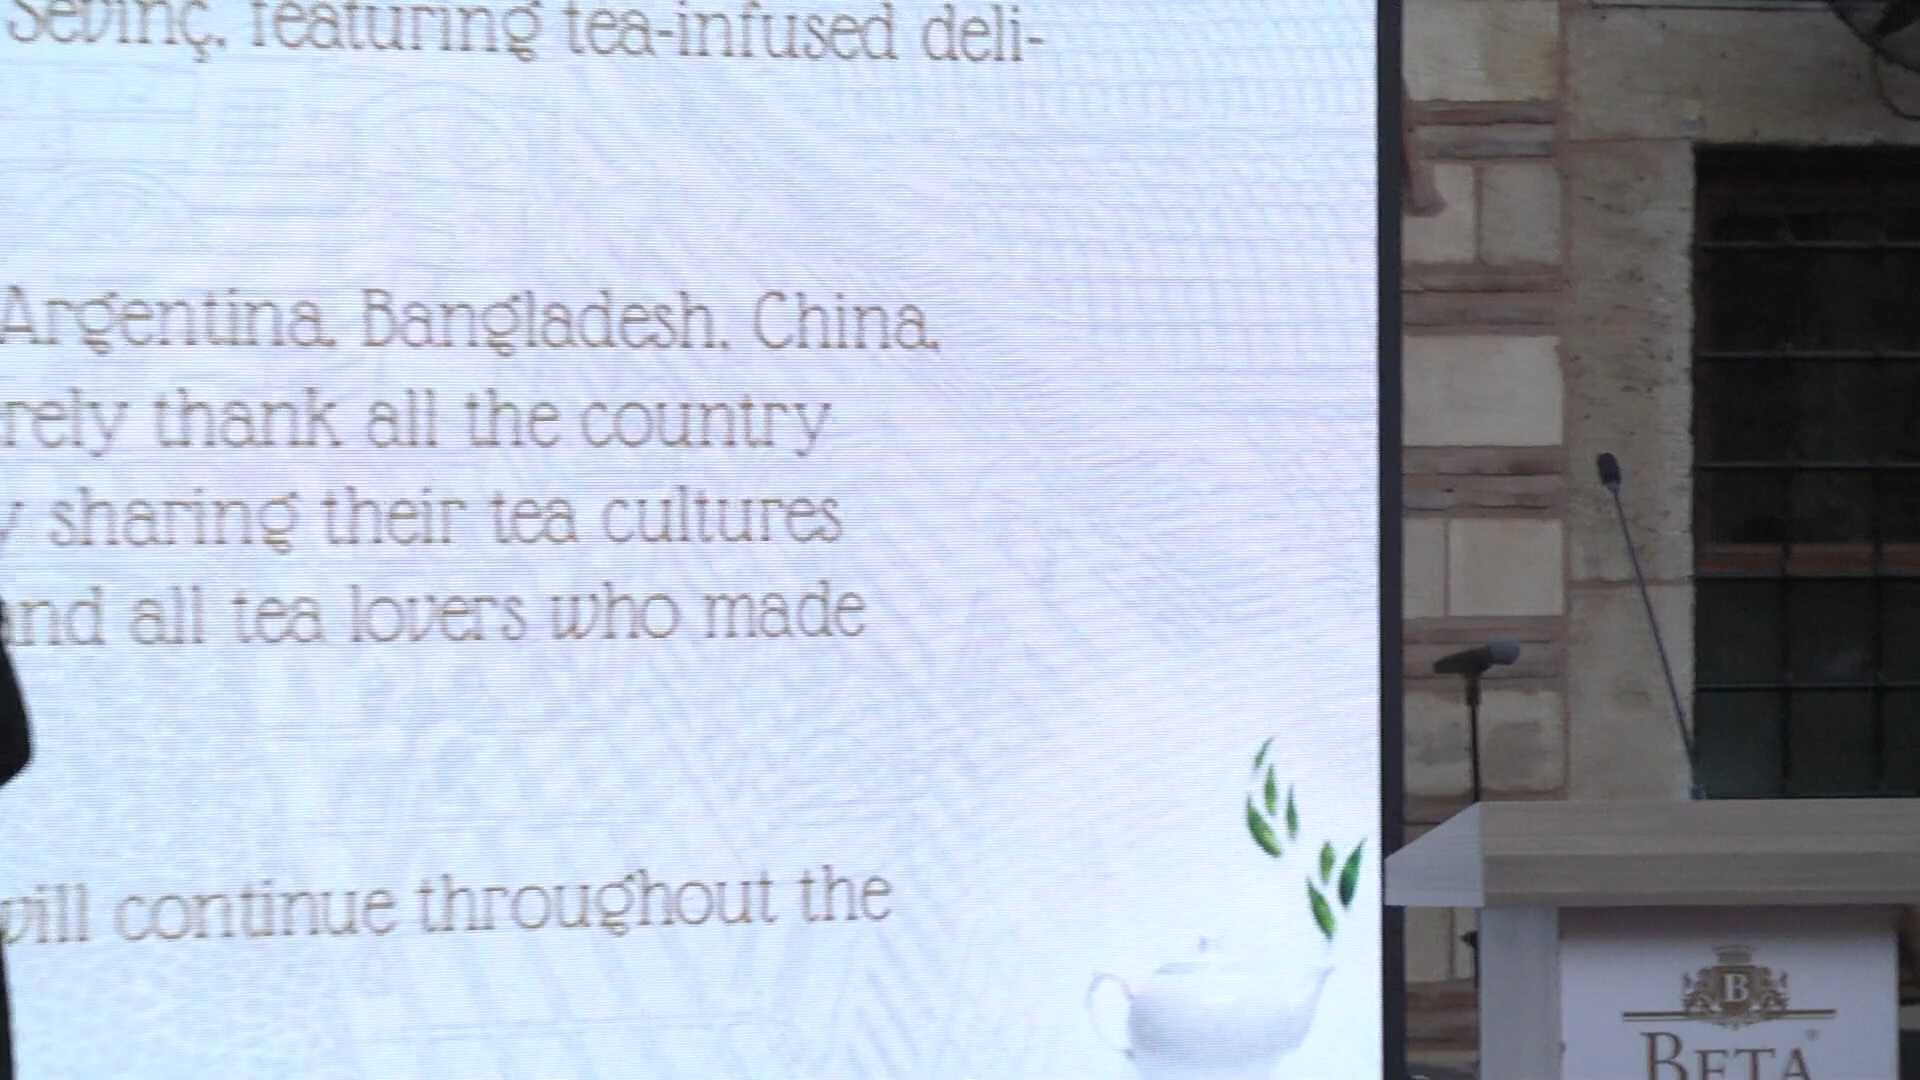 Sevinç, featuring tea-infused deli-
Argentina, Bangladesh, China,
rely thank all the country
y sharing their tea cultures
and all tea lovers who made
will continue throughout the
B
BETA